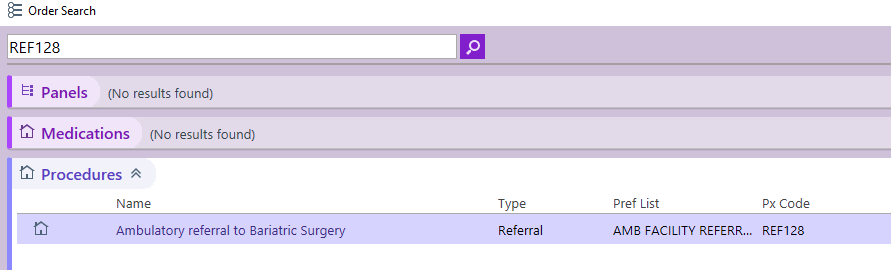 Order Search
REF128
Panels (No results found)
Medications (No results found)
Procedures
Name Type Pref List Px Code
Ambulatory referral to Bariatric Surgery Referral AMB FACILITY REFERR... REF128